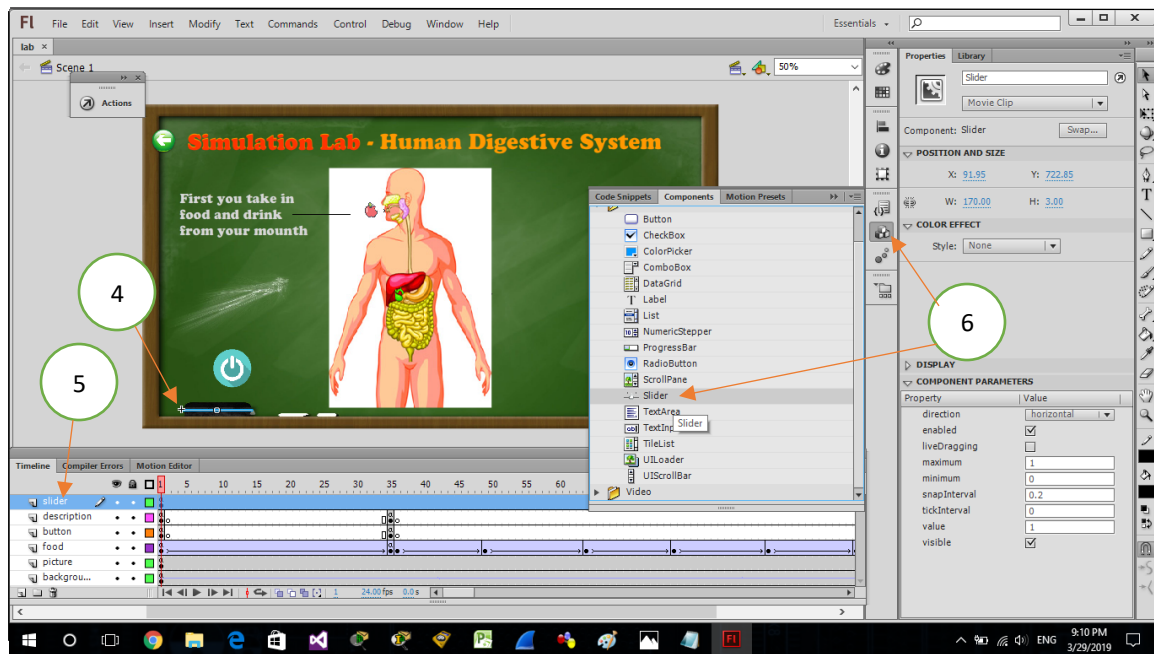 Fl File Edit View Insert Modify Text Commands Control Debug Window Help Essentials
lab ×
Scene 1 50%
Actions
Simulation Lab - Human Digestive System
First you take in
food and drink
from your mounth
4
5
6
Code Snippets Components Motion Presets
Button
CheckBox
ColorPicker
ComboBox
DataGrid
Label
List
NumericStepper
ProgressBar
RadioButton
ScrollPane
Slider
TextArea
Slider
TileList
UILoader
UIScrollBar
Video
Properties Library
Slider
Movie Clip
Component: Slider Swap...
POSITION AND SIZE
X: 91.95 Y: 722.85
W: 170.00 H: 3.00
COLOR EFFECT
Style: None
DISPLAY
COMPONENT PARAMETERS
Property Value
direction horizontal
enabled
liveDragging
maximum 1
minimum 0
snapInterval 0.2
tickInterval 0
value 1
visible
Timeline Compiler Errors Motion Editor
1 5 10 15 20 25 30 35 40 45 50 55 60
slider
description
button
food
picture
backgrou...
1 24.00 fps 0.0 s
ENG 9:10 PM
3/29/2019